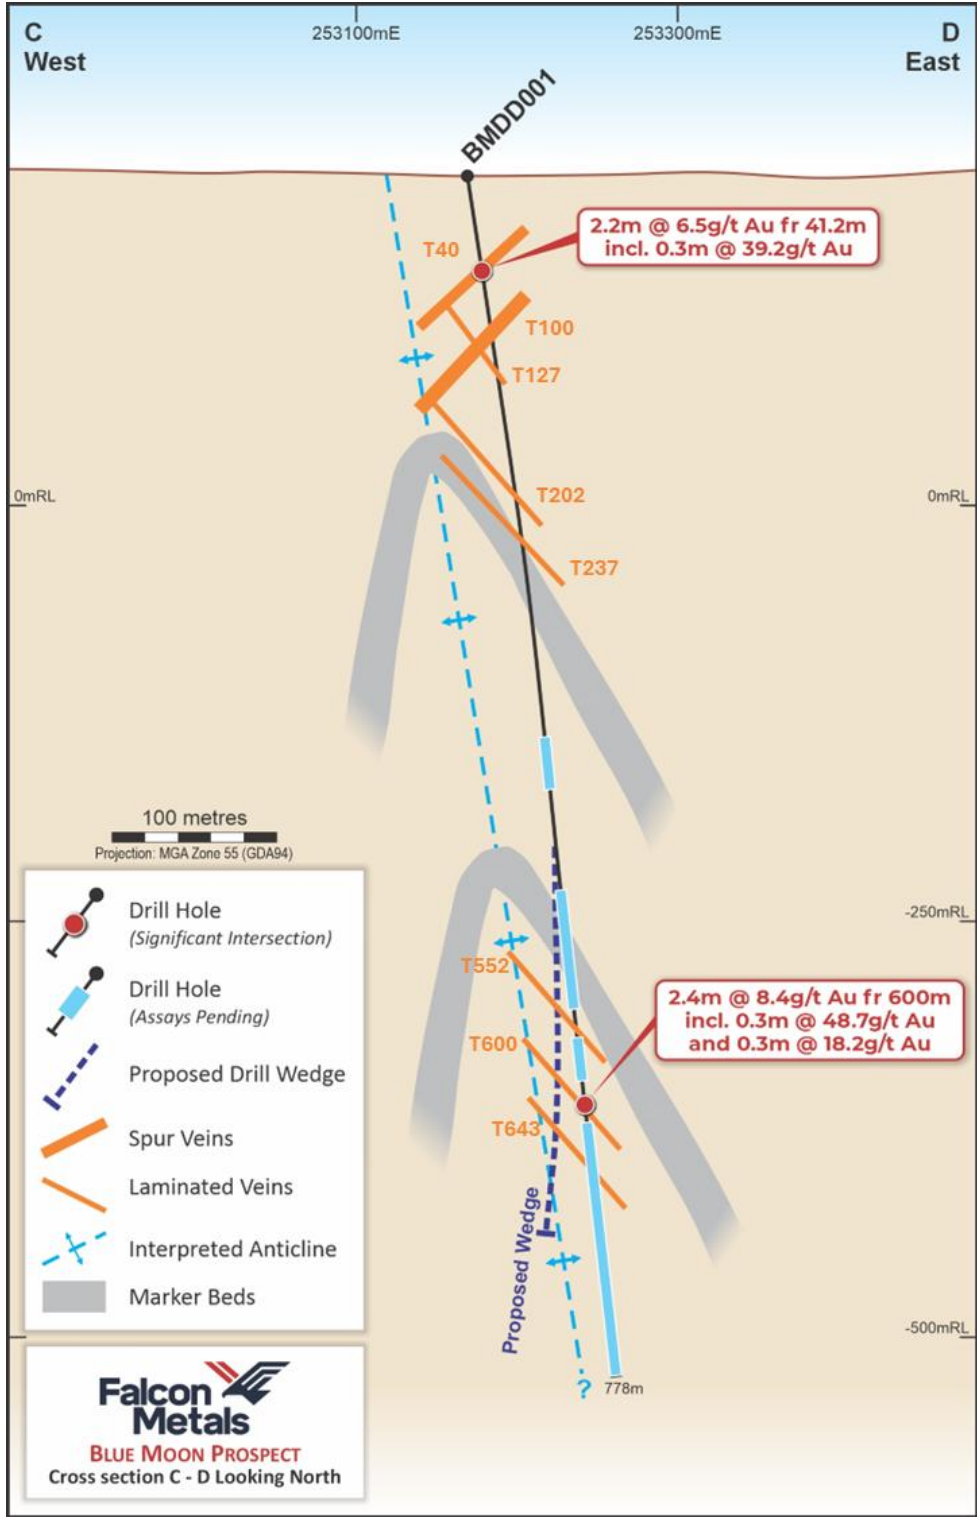 C
West
253100mE
253300mE
D
East
BMDD001
2.2m @ 6.5g/t Au fr 41.2m
incl. 0.3m @ 39.2g/t Au
T40
T100
T127
0mRL
T202
0mRL
T237
100 metres
Projection: MGA Zone 55 (GDA94)
-250mRL
T552
T600
T643
2.4m @ 8.4g/t Au fr 600m
incl. 0.3m @ 48.7g/t Au
and 0.3m @ 18.2g/t Au
Proposed Wedge
-500mRL
?
778m
Drill Hole
(Significant Intersection)
Drill Hole
(Assays Pending)
Proposed Drill Wedge
Spur Veins
Laminated Veins
Interpreted Anticline
Marker Beds
Falcon
Metals
BLUE MOON PROSPECT
Cross section C - D Looking North